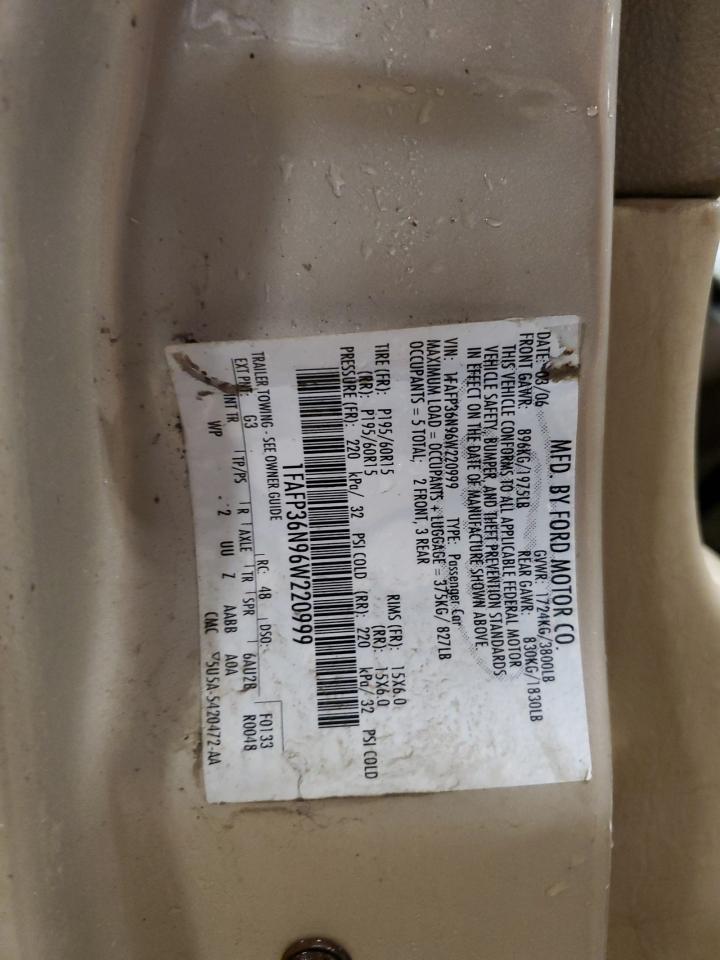 MFD. BY FORD MOTOR CO.
DATE: 03/06 GVWR: 1724KG/3800LB
FRONT GAWR: 896KG/1975LB REAR GAWR: 830KG/1830LB
THIS VEHICLE CONFORMS TO ALL APPLICABLE FEDERAL MOTOR
VEHICLE SAFETY, BUMPER, AND THEFT PREVENTION STANDARDS
IN EFFECT ON THE DATE OF MANUFACTURE SHOWN ABOVE.
VIN: 1FAFP36N96W220999 TYPE: Passenger Car
MAXIMUM LOAD = OCCUPANTS + LUGGAGE = 375KG/ 827LB
OCCUPANTS = 5 TOTAL: 2 FRONT, 3 REAR
TIRE (FR): P195/60R15 RIMS (FR): 15X6.0
(RR): P195/60R15 (RR): 15X6.0
PRESSURE (FR): 220 kPa/ 32 PSI COLD (RR): 220 kPa/ 32 PSI COLD
1FAFP36N96W220999
TRAILER TOWING - SEE OWNER GUIDE
F0133
EXT PNT: G3 RC: 48 DSO: R0048
INT TR TP/PS R AXLE TR SPR 6AU2B
WP 2 UU Z AABB A0A
CMC 5U5A-5420472-AA